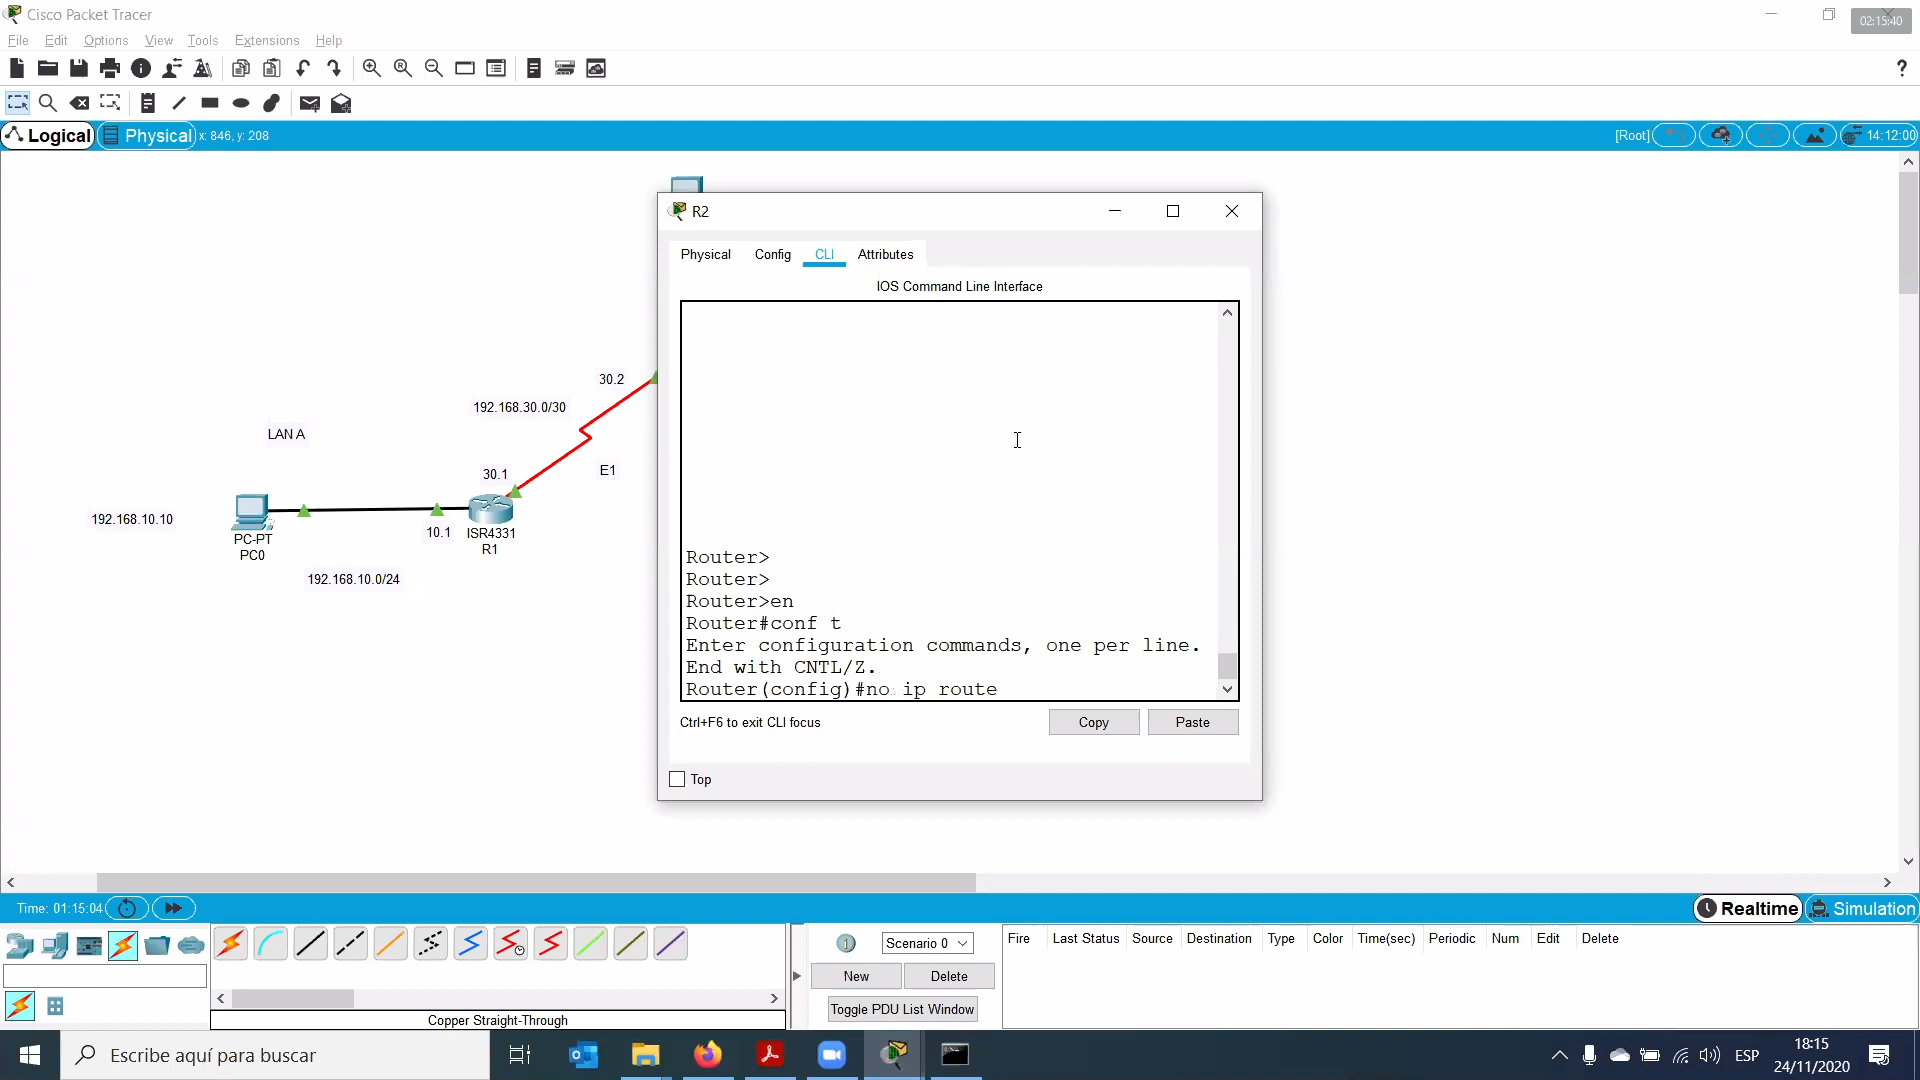 Cisco Packet Tracer
02:15:40
File Edit Options View Tools Extensions Help
?
Logical Physical x: 846, y: 208 [Root] 14:12:00
R2
Physical Config CLI Attributes
IOS Command Line Interface
Router>
Router>
Router>en
Router#conf t
Enter configuration commands, one per line.
End with CNTL/Z.
Router(config)#no ip route
Ctrl+F6 to exit CLI focus Copy Paste
Top
30.2
192.168.30.0/30
LAN A
30.1
E1
192.168.10.10
10.1
PC-PT
PC0
ISR4331
R1
192.168.10.0/24
Time: 01:15:04 Realtime Simulation
Scenario 0
New Delete
Toggle PDU List Window
Fire Last Status Source Destination Type Color Time(sec) Periodic Num Edit Delete
Copper Straight-Through
Escribe aquí para buscar
ESP
18:15
24/11/2020